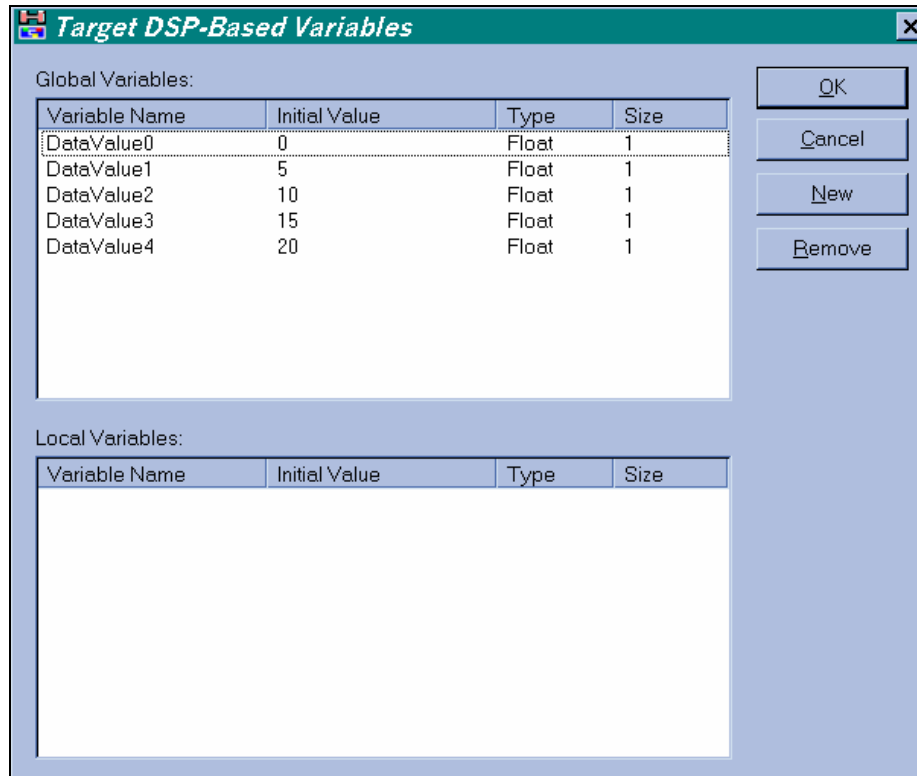 Target DSP-Based Variables
Global Variables:
Variable Name Initial Value Type Size
DataValue0 0 Float 1
DataValue1 5 Float 1
DataValue2 10 Float 1
DataValue3 15 Float 1
DataValue4 20 Float 1
OK
Cancel
New
Remove
Local Variables:
Variable Name Initial Value Type Size